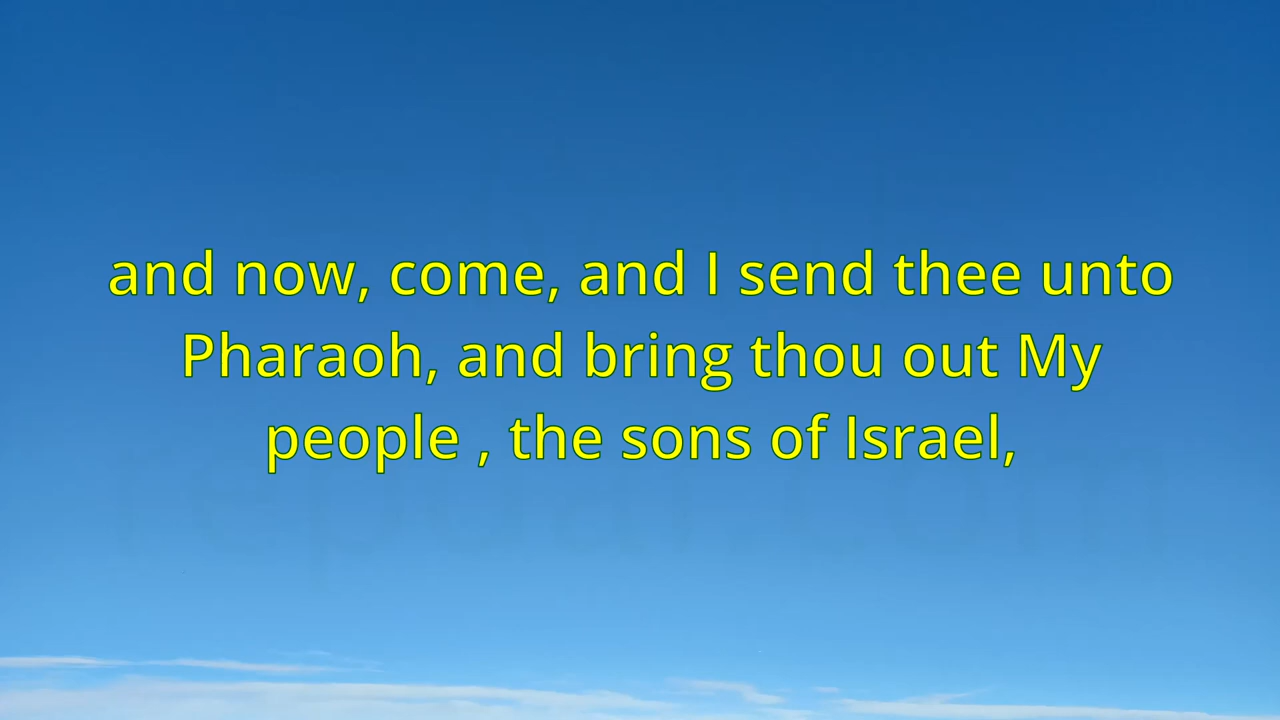 and now, come, and I send thee unto
Pharaoh, and bring thou out My
people , the sons of Israel,